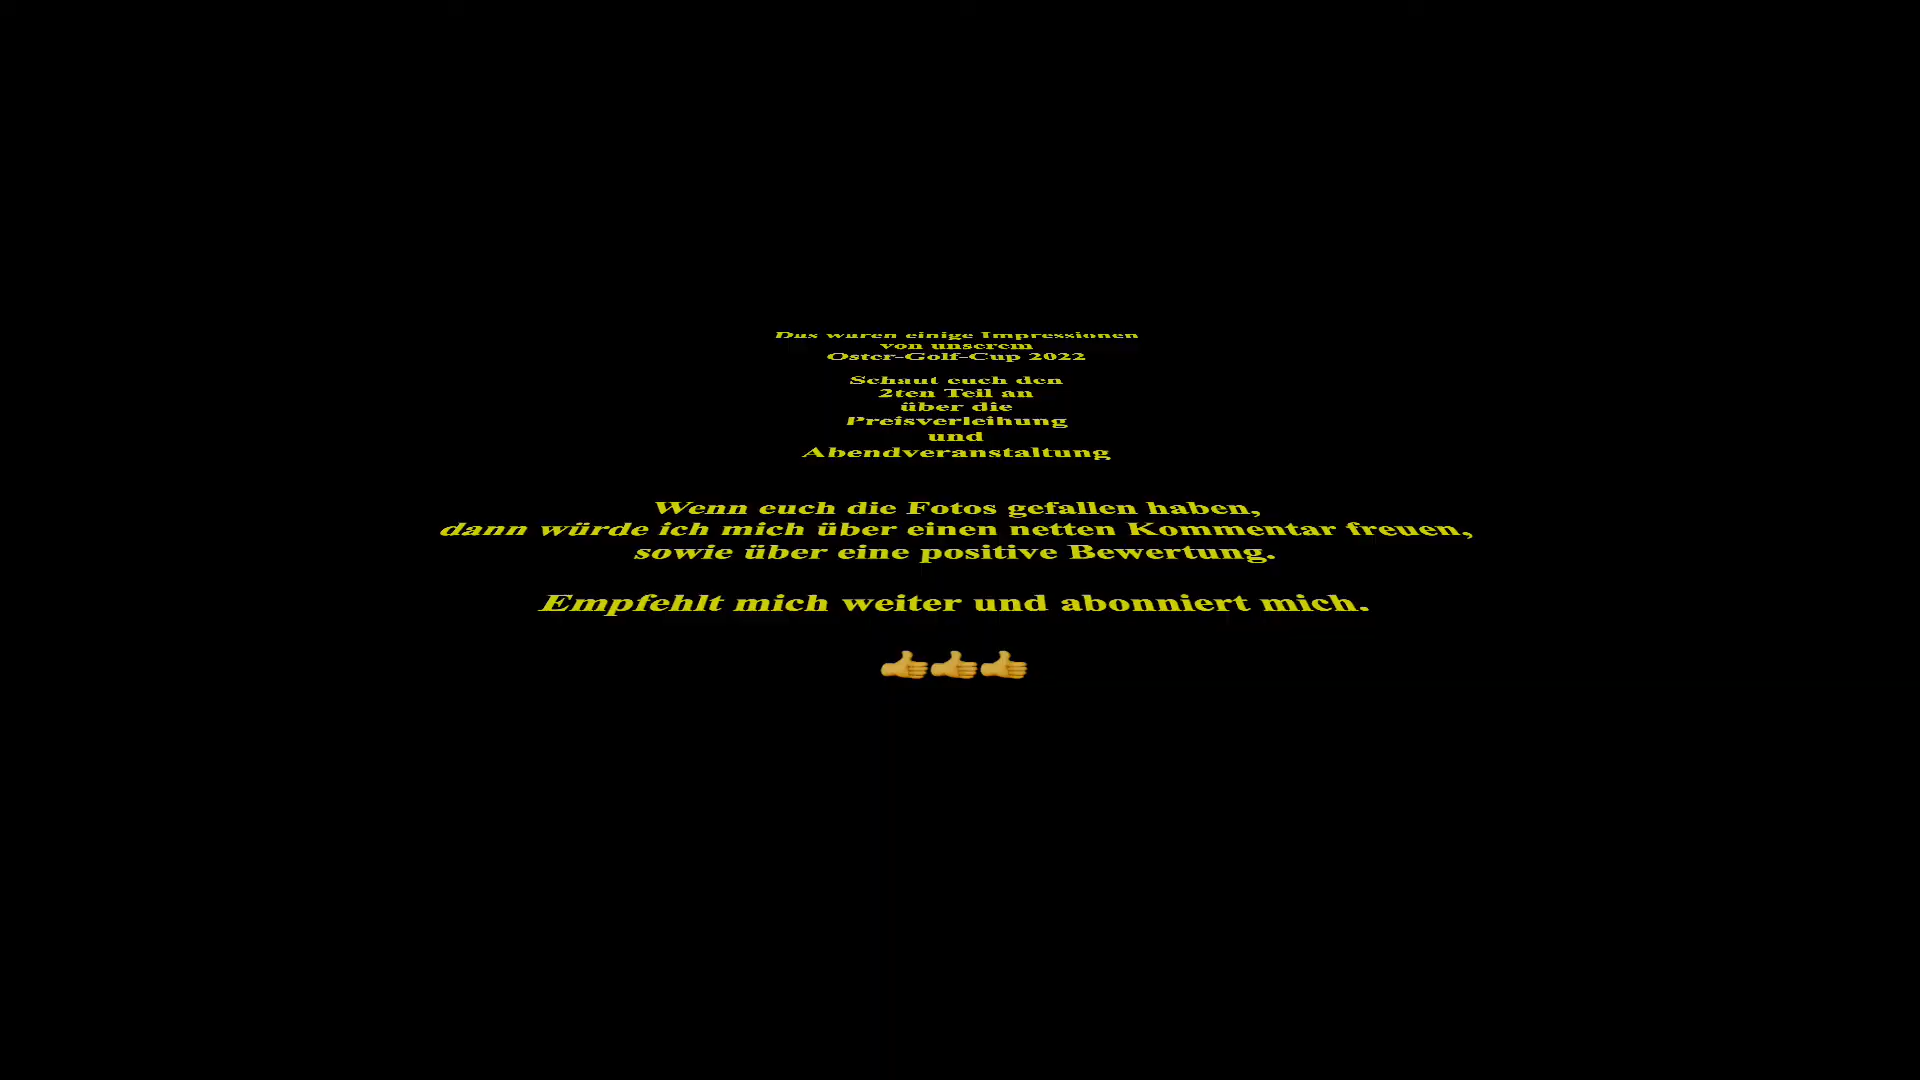 Das waren einige Impressionen
von unserem
Oster-Golf-Cup 2022
Schaut euch den
2ten Teil an
über die
Preisverleihung
und
Abendveranstaltung
Wenn euch die Fotos gefallen haben,
dann würde ich mich über einen netten Kommentar freuen,
sowie über eine positive Bewertung.
Empfehlt mich weiter und abonniert mich.
👍👍👍